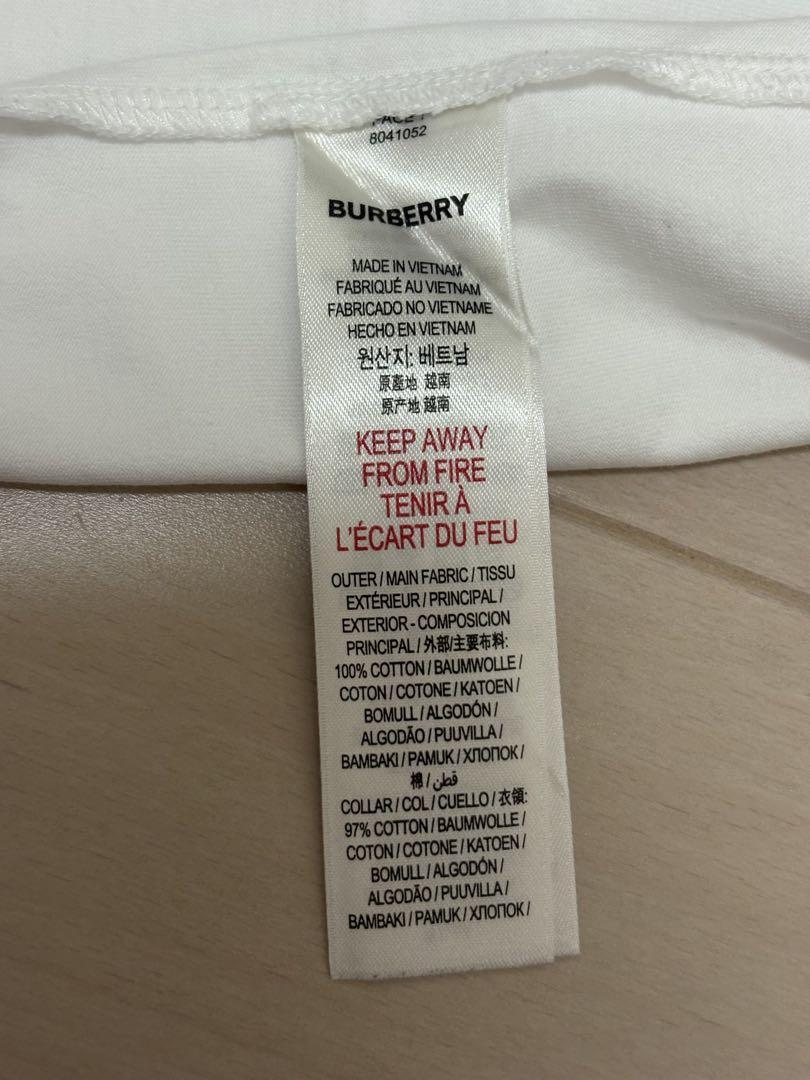 8041052
BURBERRY
MADE IN VIETNAM
FABRIQUÉ AU VIETNAM
FABRICADO NO VIETNAME
HECHO EN VIETNAM
원산지: 베트남
原產地 越南
原产地 越南
KEEP AWAY
FROM FIRE
TENIR À
L'ÉCART DU FEU
OUTER / MAIN FABRIC / TISSU
EXTÉRIEUR / PRINCIPAL /
EXTERIOR - COMPOSICION
PRINCIPAL / 外部/主要布料:
100% COTTON / BAUMWOLLE /
COTON / COTONE / KATOEN /
BOMULL / ALGODÓN /
ALGODÃO / PUUVILLA /
BAMBAKI / PAMUK / ХЛОПОК /
棉 / قطن /
COLLAR / COL / CUELLO / 衣領:
97% COTTON / BAUMWOLLE /
COTON / COTONE / KATOEN /
BOMULL / ALGODÓN /
ALGODÃO / PUUVILLA /
BAMBAKI / PAMUK / ХЛОПОК /